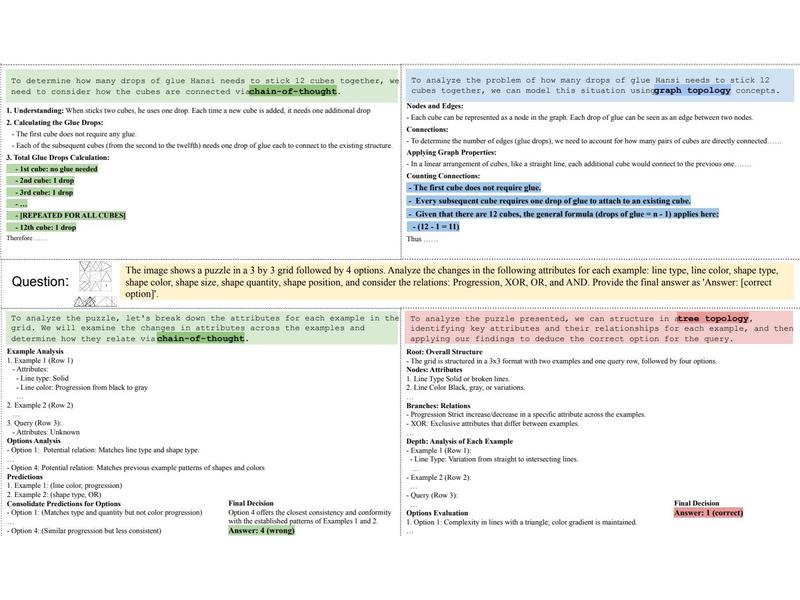 To determine how many drops of glue Hansi needs to stick 12 cubes together, we
need to consider how the cubes are connected via chain-of-thought.
1. Understanding: When sticks two cubes, he uses one drop. Each time a new cube is added, it needs one additional drop
2. Calculating the Glue Drops:
- The first cube does not require any glue.
- Each of the subsequent cubes (from the second to the twelfth) needs one drop of glue each to connect to the existing structure.
3. Total Glue Drops Calculation:
- 1st cube: no glue needed
- 2nd cube: 1 drop
- 3rd cube: 1 drop
- …
- [REPEATED FOR ALL CUBES]
- 12th cube: 1 drop
Therefore ……
To analyze the problem of how many drops of glue Hansi needs to stick 12
cubes together, we can model this situation using graph topology concepts.
Nodes and Edges:
- Each cube can be represented as a node in the graph. Each drop of glue can be seen as an edge between two nodes.
Connections:
- To determine the number of edges (glue drops), we need to account for how many pairs of cubes are directly connected……
Applying Graph Properties:
- In a linear arrangement of cubes, like a straight line, each additional cube would connect to the previous one…….
Counting Connections:
- The first cube does not require glue.
- Every subsequent cube requires one drop of glue to attach to an existing cube.
- Given that there are 12 cubes, the general formula (drops of glue = n - 1) applies here:
- (12 - 1 = 11)
Thus ……
Question:
The image shows a puzzle in a 3 by 3 grid followed by 4 options. Analyze the changes in the following attributes for each example: line type, line color, shape type,
shape color, shape size, shape quantity, shape position, and consider the relations: Progression, XOR, OR, and AND. Provide the final answer as 'Answer: [correct
option]'.
To analyze the puzzle, let's break down the attributes for each example in the
grid. We will examine the changes in attributes across the examples and
determine how they relate via chain-of-thought.
Example Analysis
1. Example 1 (Row 1)
- Attributes:
- Line type: Solid
- Line color: Progression from black to gray
…
2. Example 2 (Row 2)
…
3. Query (Row 3):
- Attributes: Unknown
Options Analysis
- Option 1: Potential relation: Matches line type and shape type.
…
- Option 4: Potential relation: Matches previous example patterns of shapes and colors
Predictions
1. Example 1: (line color, progression)
2. Example 2: (shape type, OR)
Consolidate Predictions for Options
- Option 1: (Matches type and quantity but not color progression)
…
- Option 4: (Similar progression but less consistent)
Final Decision
Option 4 offers the closest consistency and conformity
with the established patterns of Examples 1 and 2.
Answer: 4 (wrong)
To analyze the puzzle presented, we can structure in a tree topology,
identifying key attributes and their relationships for each example, and then
applying our findings to deduce the correct option for the query.
Root: Overall Structure
- The grid is structured in a 3x3 format with two examples and one query row, followed by four options.
Nodes: Attributes
1. Line Type Solid or broken lines.
2. Line Color Black, gray, or variations.
…
Branches: Relations
- Progression Strict increase/decrease in a specific attribute across the examples.
- XOR: Exclusive attributes that differ between examples.
…
Depth: Analysis of Each Example
- Example 1 (Row 1):
- Line Type: Variation from straight to intersecting lines.
…
- Example 2 (Row 2):
…
- Query (Row 3):
…
Options Evaluation
1. Option 1: Complexity in lines with a triangle; color gradient is maintained.
…
Final Decision
Answer: 1 (correct)